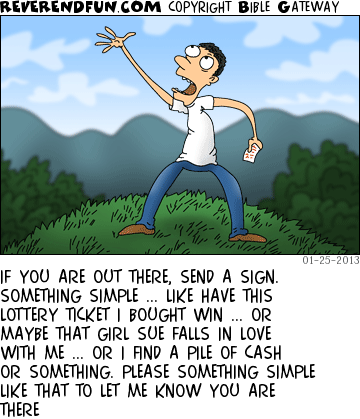 REVERENDFUN.COM COPYRIGHT BIBLE GATEWAY
01-25-2013
IF YOU ARE OUT THERE, SEND A SIGN.
SOMETHING SIMPLE ... LIKE HAVE THIS
LOTTERY TICKET I BOUGHT WIN ... OR
MAYBE THAT GIRL SUE FALLS IN LOVE
WITH ME ... OR I FIND A PILE OF CASH
OR SOMETHING. PLEASE SOMETHING SIMPLE
LIKE THAT TO LET ME KNOW YOU ARE
THERE